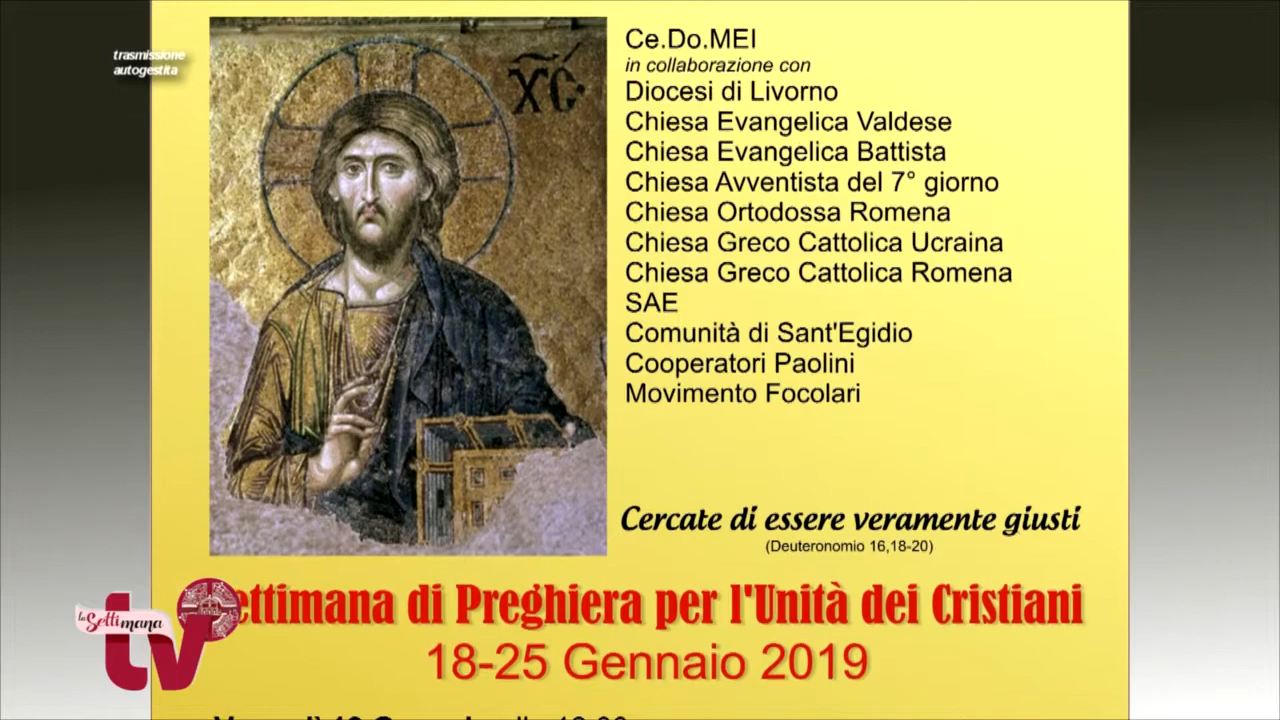 trasmissione
autogestita
ΧC
Ce.Do.MEI
in collaborazione con
Diocesi di Livorno
Chiesa Evangelica Valdese
Chiesa Evangelica Battista
Chiesa Avventista del 7° giorno
Chiesa Ortodossa Romena
Chiesa Greco Cattolica Ucraina
Chiesa Greco Cattolica Romena
SAE
Comunità di Sant'Egidio
Cooperatori Paolini
Movimento Focolari
Cercate di essere veramente giusti
(Deuteronomio 16,18-20)
ettimana di Preghiera per l'Unità dei Cristiani
18-25 Gennaio 2019
la Settimana
tv